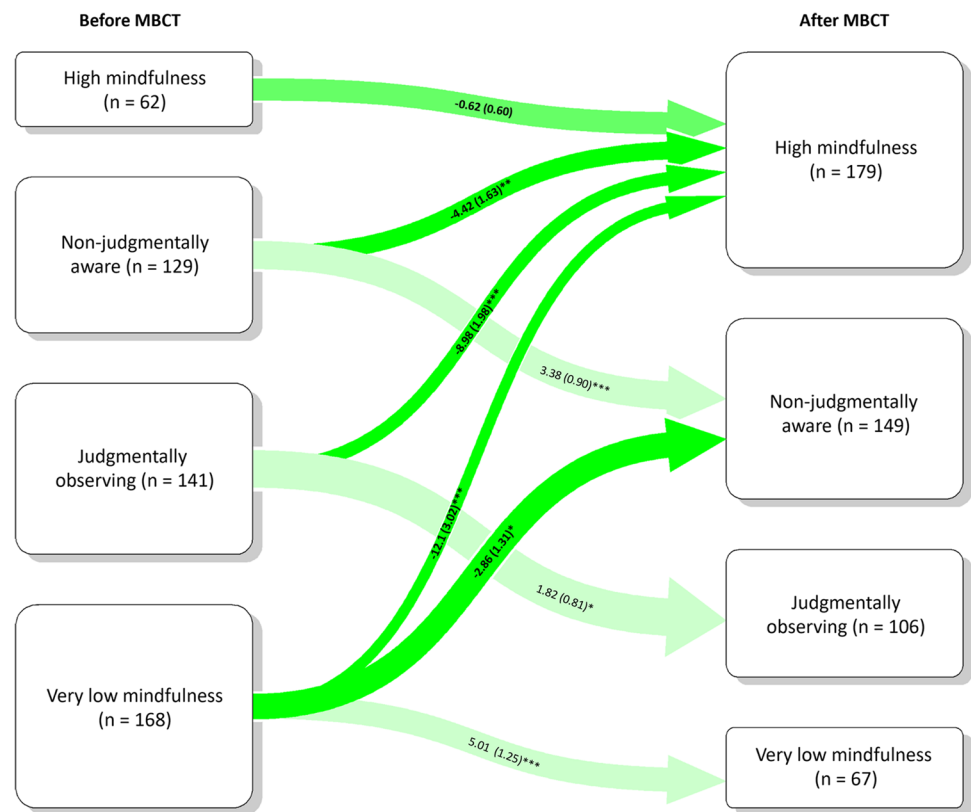 Before MBCT
After MBCT
High mindfulness
(n = 62)
-0.62 (0.60)
High mindfulness
(n = 179)
-4.42 (1.63)**
Non-judgmentally
aware (n = 129)
-8.98 (1.98)***
3.38 (0.90)***
Non-judgmentally
aware (n = 149)
Judgmentally
observing (n = 141)
-12.1 (3.02)***
-2.86 (1.31)*
1.82 (0.81)*
Judgmentally
observing (n = 106)
Very low mindfulness
(n = 168)
5.01 (1.25)***
Very low mindfulness
(n = 67)